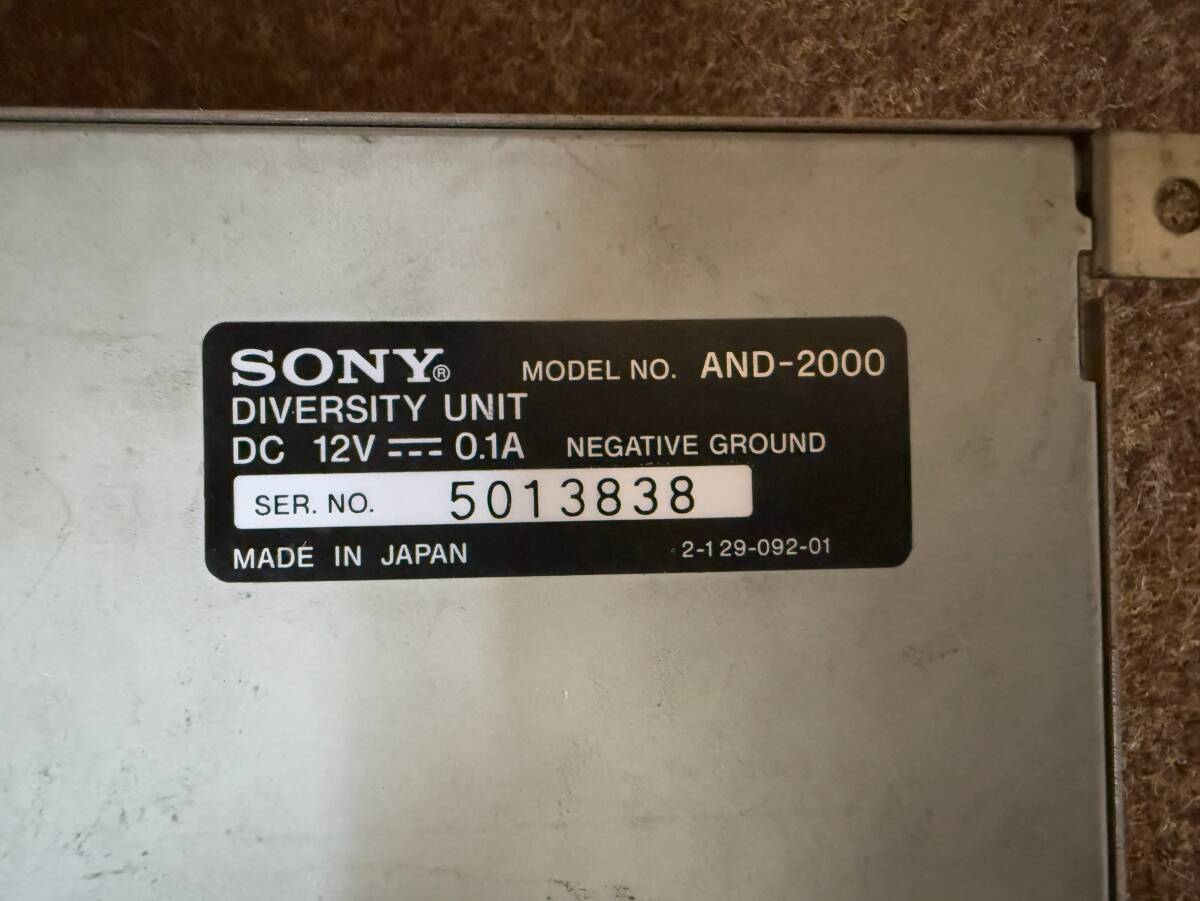 SONY® MODEL NO. AND-2000
DIVERSITY UNIT
DC 12V ⎓ 0.1A NEGATIVE GROUND
SER. NO. 5013838
MADE IN JAPAN 2-129-092-01